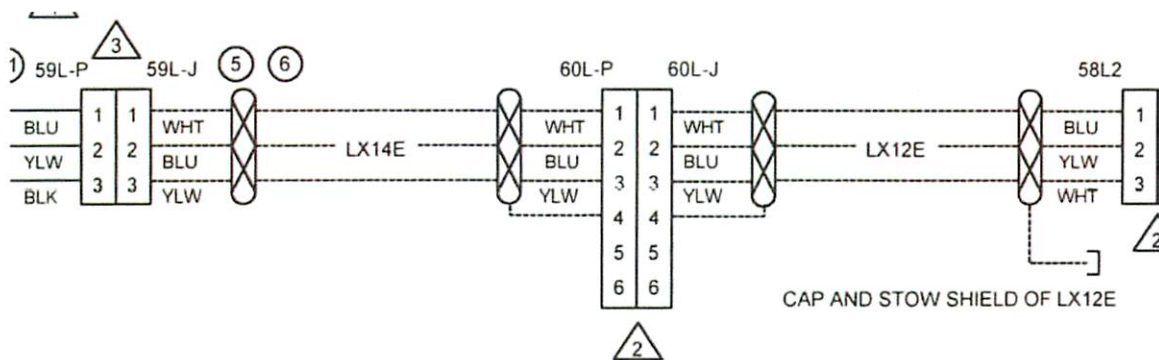 3
1 59L-P 59L-J 5 6 60L-P 60L-J 58L2
1 1 1 1 1
BLU WHT WHT WHT BLU
2 2 LX14E 2 2 LX12E 2
YLW BLU BLU BLU YLW
3 3 3 3 3
BLK YLW YLW YLW WHT
4 4
5 5 2
6 6
CAP AND STOW SHIELD OF LX12E
2